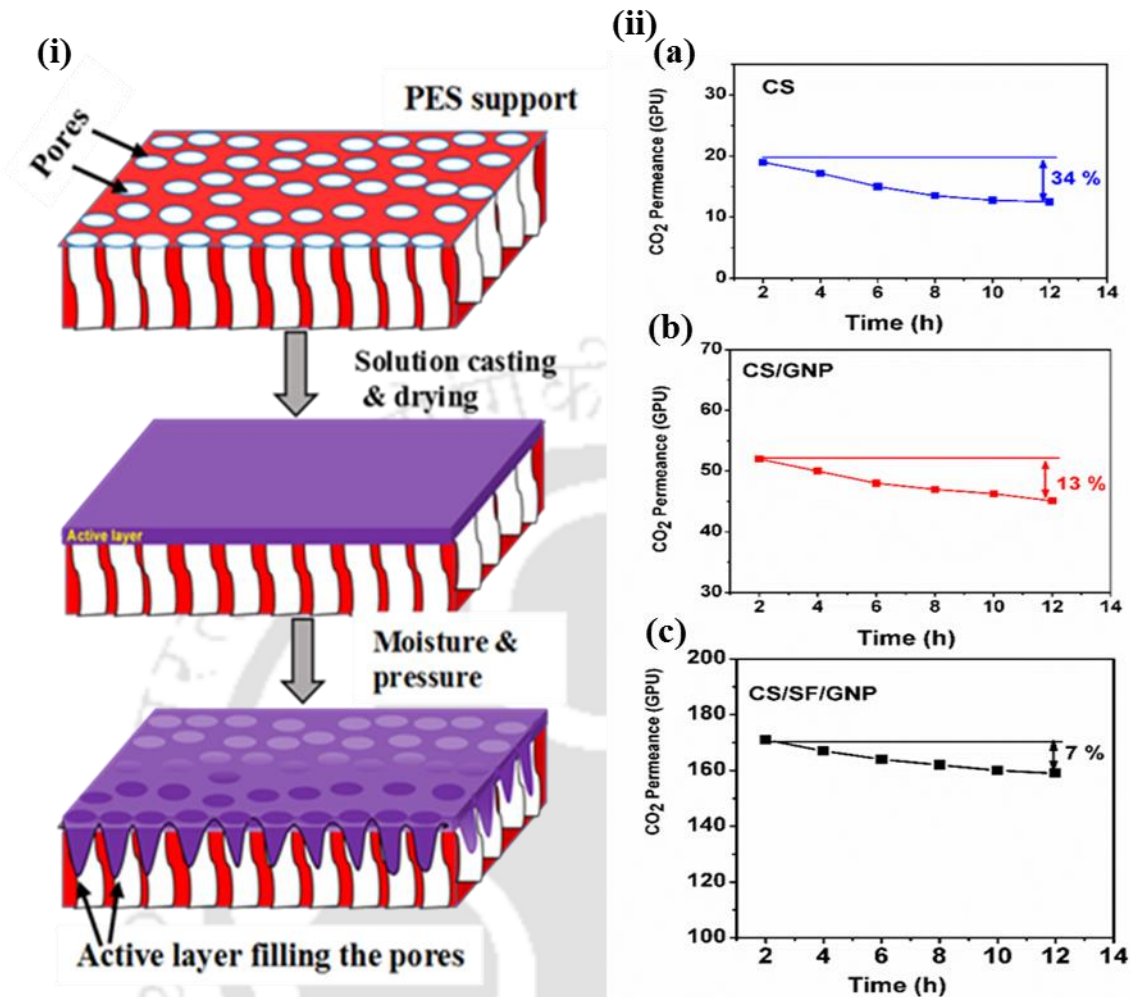 (i)
PES support
Pores
Solution casting
& drying
Active layer
Moisture &
pressure
Active layer filling the pores
(ii)
(a)
CS
CO2 Permeance (GPU)
30
20
10
0
34 %
2 4 6 8 10 12 14
Time (h)
(b)
CS/GNP
CO2 Permeance (GPU)
70
60
50
40
30
13 %
2 4 6 8 10 12 14
Time (h)
(c)
CS/SF/GNP
CO2 Permeance (GPU)
200
180
160
140
120
100
7 %
0 2 4 6 8 10 12 14
Time (h)